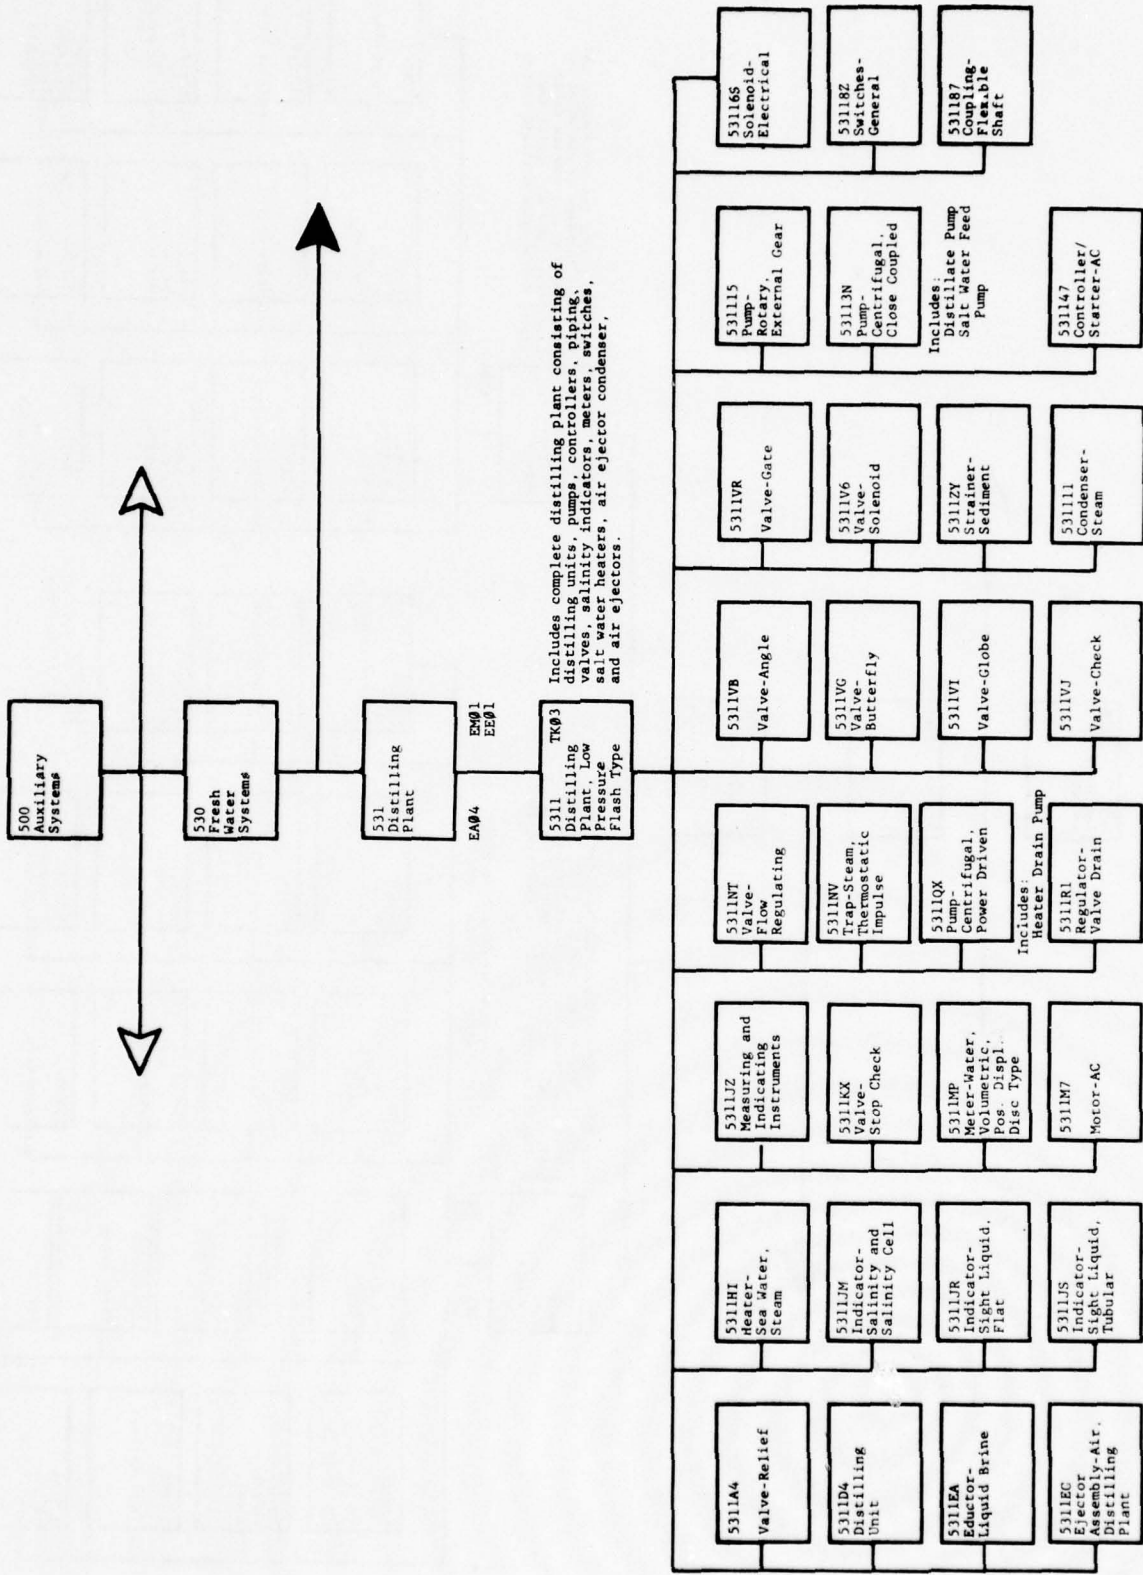 500
Auxiliary
Systems
530
Fresh
Water
Systems
531
Distilling
Plant
EAØ4
EMØ1
EEØ1
5311 TKØ3
Distilling
Plant, Low
Pressure
Flash Type
Includes complete distilling plant consisting of
distilling units, pumps, controllers, piping,
valves, salinity indicators, meters, switches,
salt water heaters, air ejector condenser,
and air ejectors.
5311A4
Valve-Relief
5311D4
Distilling
Unit
5311EA
Eductor-
Liquid Brine
5311EC
Ejector
Assembly-Air,
Distilling
Plant
5311HI
Heater-
Sea Water,
Steam
5311JM
Indicator-
Salinity and
Salinity Cell
5311JR
Indicator-
Sight Liquid,
Flat
5311JS
Indicator-
Sight Liquid,
Tubular
5311JZ
Measuring and
Indicating
Instruments
5311KX
Valve-
Stop Check
5311MP
Meter-Water,
Volumetric,
Pos. Displ.
Disc Type
5311M7
Motor-AC
5311NT
Valve-
Flow
Regulating
5311NV
Trap-Steam,
Thermostatic
Impulse
5311QX
Pump-
Centrifugal,
Power Driven
Includes:
Heater Drain Pump
5311R1
Regulator-
Valve Drain
5311VB
Valve-Angle
5311VG
Valve-
Butterfly
5311VI
Valve-Globe
5311VJ
Valve-Check
5311VR
Valve-Gate
5311V6
Valve-
Solenoid
5311ZY
Strainer-
Sediment
531111
Condenser-
Steam
531115
Pump-
Rotary,
External Gear
53113N
Pump-
Centrifugal,
Close Coupled
Includes:
Distillate Pump
Salt Water Feed
Pump
531147
Controller/
Starter-AC
53116S
Solenoid-
Electrical
53118Z
Switches-
General
531187
Coupling-
Flexible
Shaft